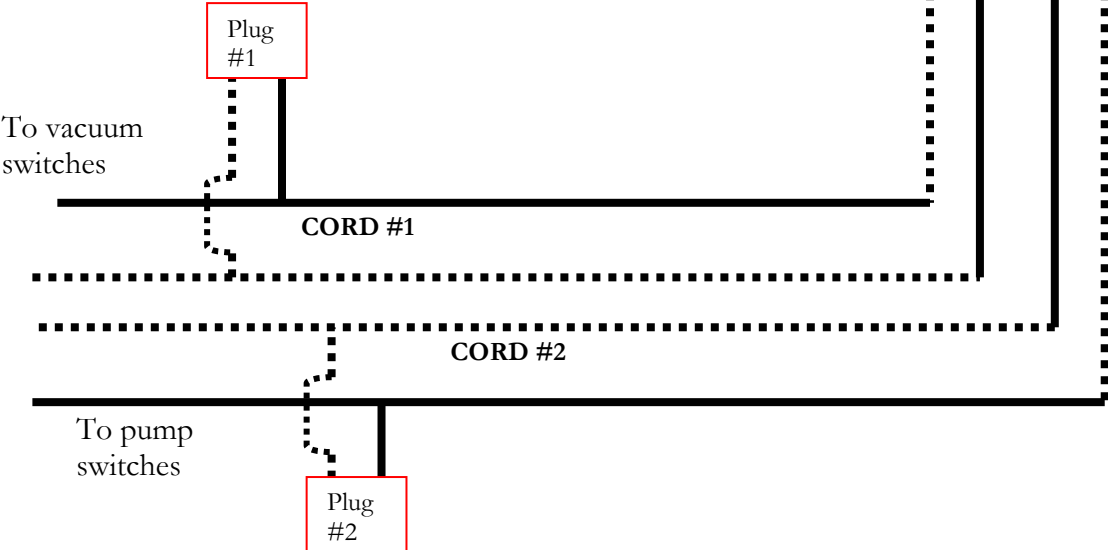 Plug
#1
To vacuum
switches
CORD #1
CORD #2
To pump
switches
Plug
#2